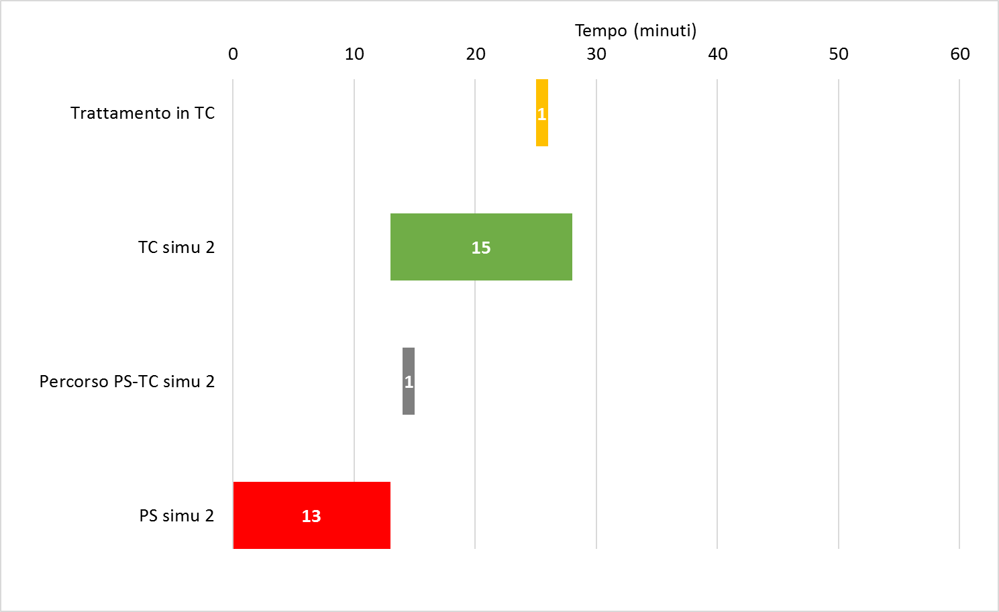 Tempo (minuti)
0 10 20 30 40 50 60
Trattamento in TC
1
TC simu 2
15
Percorso PS-TC simu 2
1
PS simu 2
13